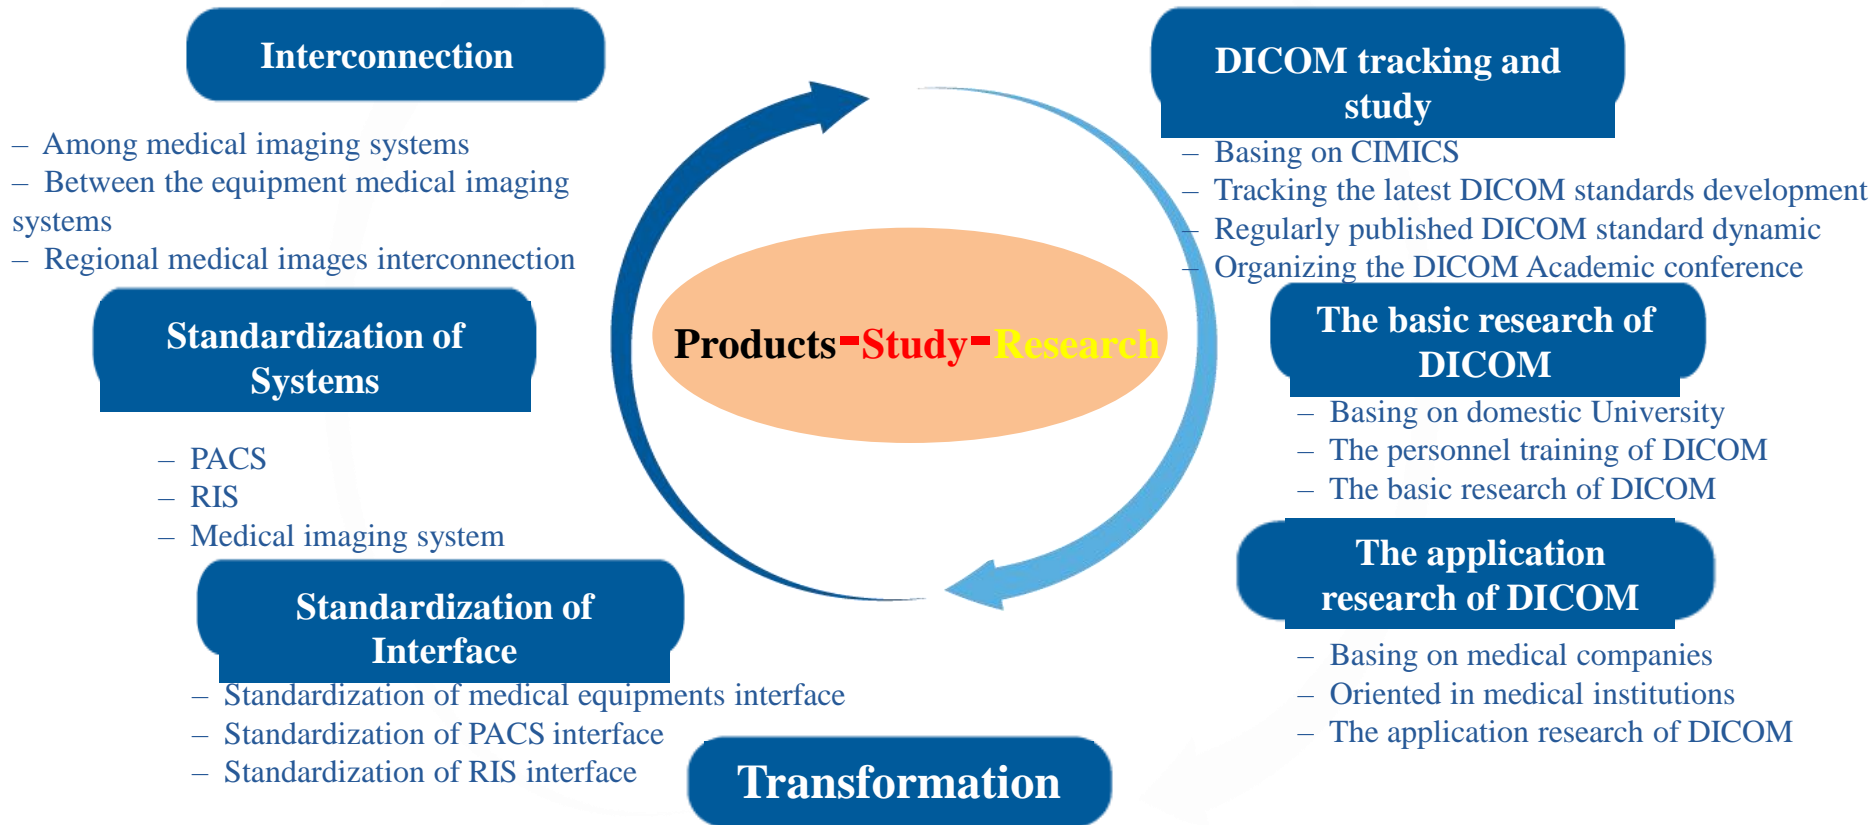 Interconnection
– Among medical imaging systems
– Between the equipment medical imaging
systems
– Regional medical images interconnection
Standardization of
Systems
– PACS
– RIS
– Medical imaging system
Standardization of
Interface
– Standardization of medical equipments interface
– Standardization of PACS interface
– Standardization of RIS interface
Products-Study-Research
Transformation
DICOM tracking and
study
– Basing on CIMICS
– Tracking the latest DICOM standards development
– Regularly published DICOM standard dynamic
– Organizing the DICOM Academic conference
The basic research of
DICOM
– Basing on domestic University
– The personnel training of DICOM
– The basic research of DICOM
The application
research of DICOM
– Basing on medical companies
– Oriented in medical institutions
– The application research of DICOM